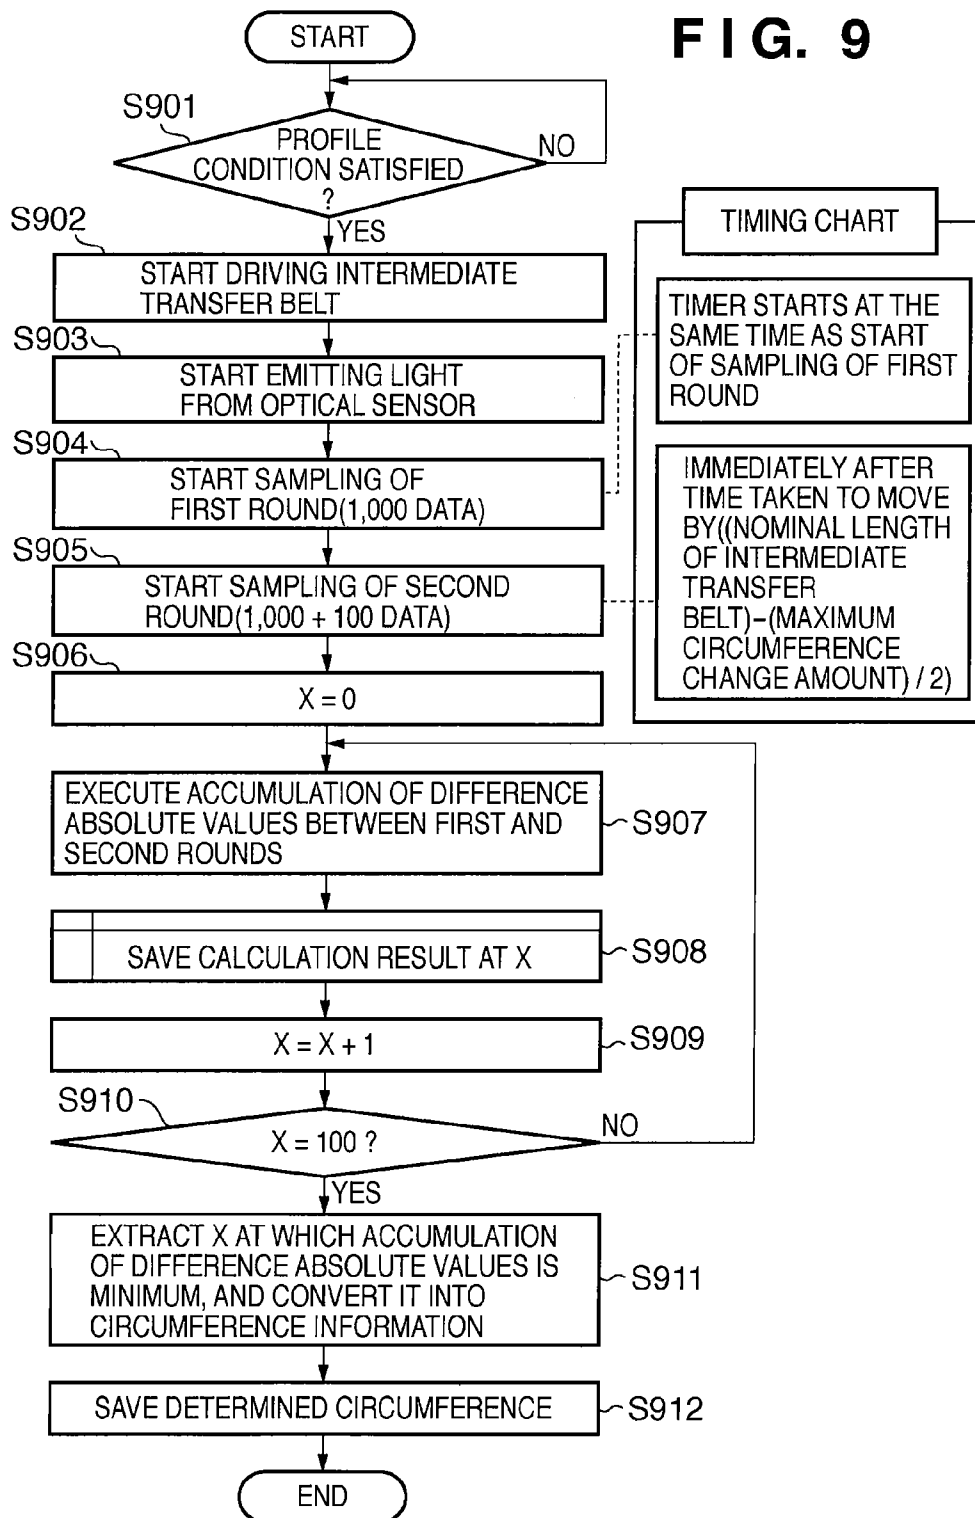 FIG. 9
START
S901
PROFILE
CONDITION SATISFIED
?
NO
YES
S902
START DRIVING INTERMEDIATE
TRANSFER BELT
S903
START EMITTING LIGHT
FROM OPTICAL SENSOR
S904
START SAMPLING OF
FIRST ROUND(1,000 DATA)
S905
START SAMPLING OF SECOND
ROUND(1,000 + 100 DATA)
TIMING CHART
TIMER STARTS AT THE
SAME TIME AS START
OF SAMPLING OF FIRST
ROUND
IMMEDIATELY AFTER
TIME TAKEN TO MOVE
BY((NOMINAL LENGTH
OF INTERMEDIATE
TRANSFER
BELT)-(MAXIMUM
CIRCUMFERENCE
CHANGE AMOUNT) / 2)
S906
X = 0
EXECUTE ACCUMULATION OF DIFFERENCE
ABSOLUTE VALUES BETWEEN FIRST AND
SECOND ROUNDS
S907
SAVE CALCULATION RESULT AT X
S908
X = X + 1
S909
S910
X = 100 ?
NO
YES
EXTRACT X AT WHICH ACCUMULATION
OF DIFFERENCE ABSOLUTE VALUES IS
MINIMUM, AND CONVERT IT INTO
CIRCUMFERENCE INFORMATION
S911
SAVE DETERMINED CIRCUMFERENCE
S912
END